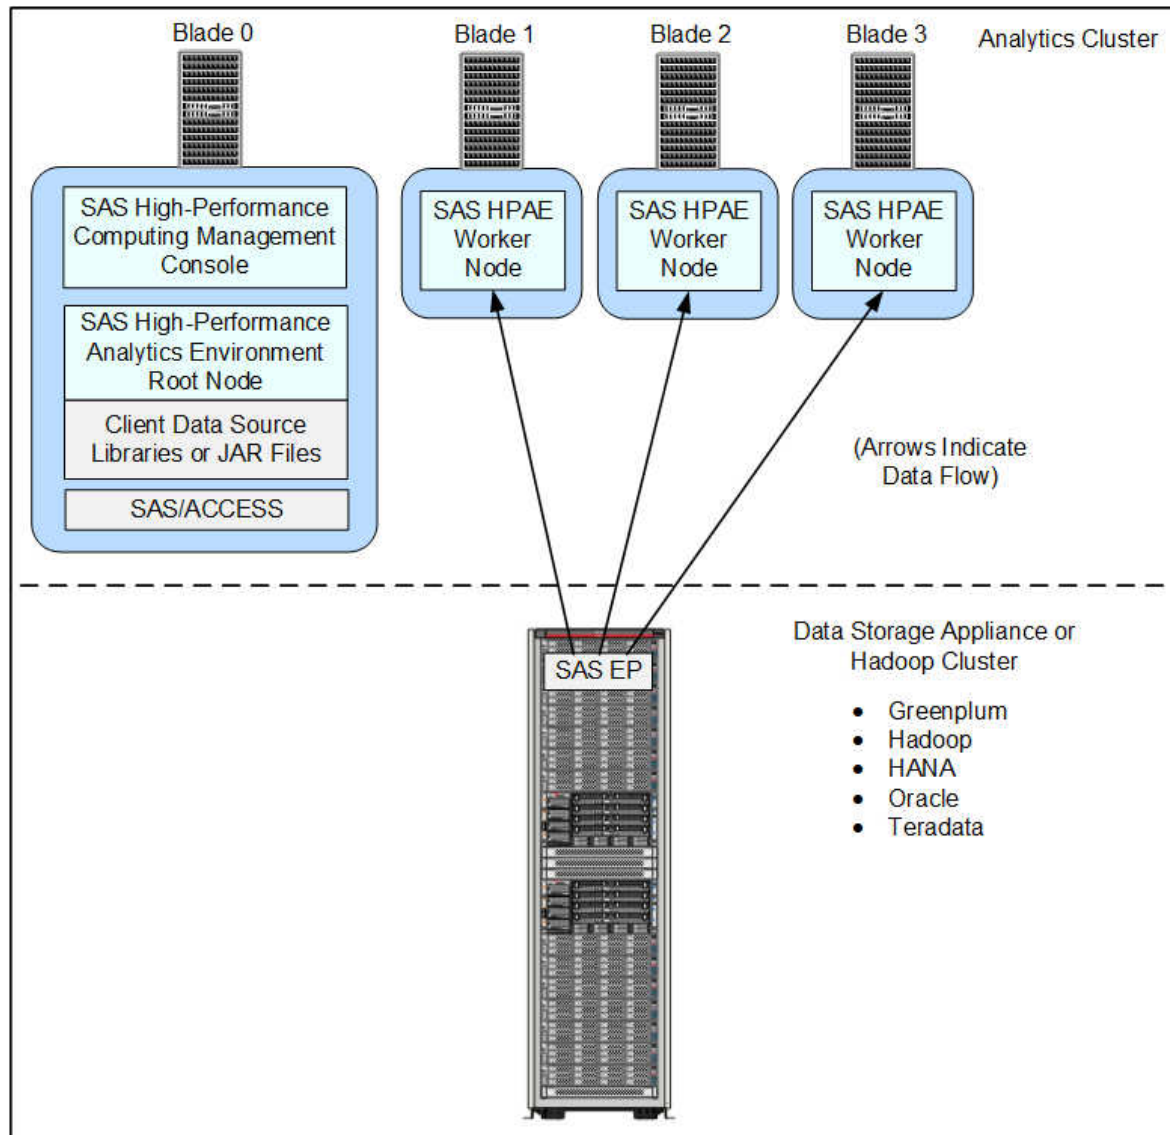 Blade 0
Blade 1
Blade 2
Blade 3
Analytics Cluster
SAS High-Performance
Computing Management
Console
SAS High-Performance
Analytics Environment
Root Node
Client Data Source
Libraries or JAR Files
SAS/ACCESS
SAS HPAE
Worker
Node
SAS HPAE
Worker
Node
SAS HPAE
Worker
Node
(Arrows Indicate
Data Flow)
SAS EP
Data Storage Appliance or
Hadoop Cluster
• Greenplum
• Hadoop
• HANA
• Oracle
• Teradata